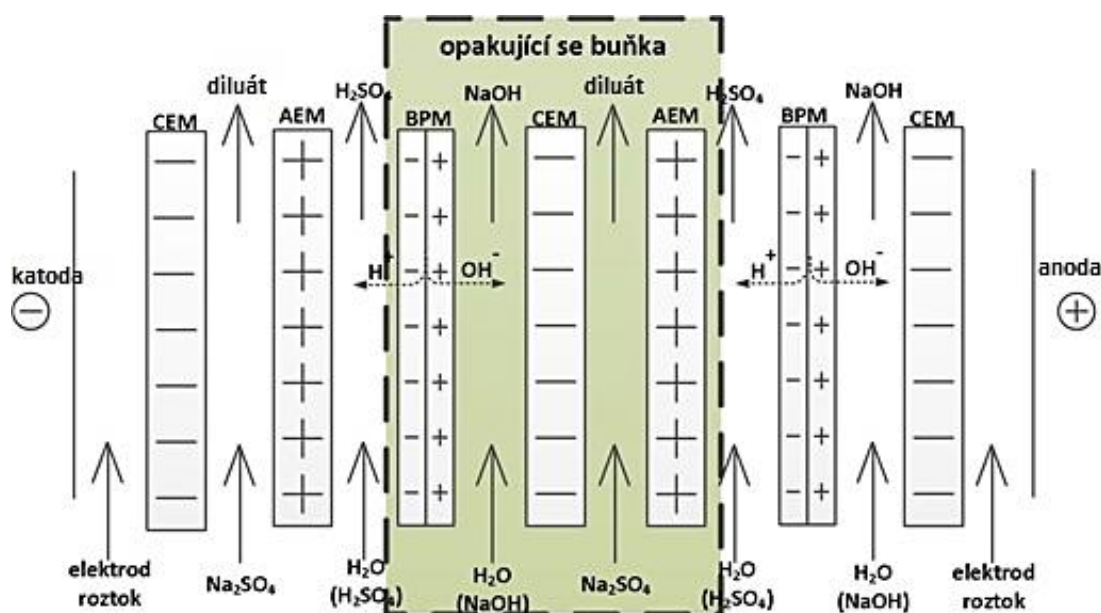 opakující se buňka
diluát
H₂SO₄
NaOH
diluát
H₂SO₄
NaOH
CEM
AEM
BPM
CEM
AEM
BPM
CEM
katoda
−
H⁺
OH⁻
H⁺
OH⁻
anoda
+
elektrod
roztok
Na₂SO₄
H₂O
(H₂SO₄)
H₂O
(NaOH)
Na₂SO₄
H₂O
(H₂SO₄)
H₂O
(NaOH)
elektrod
roztok